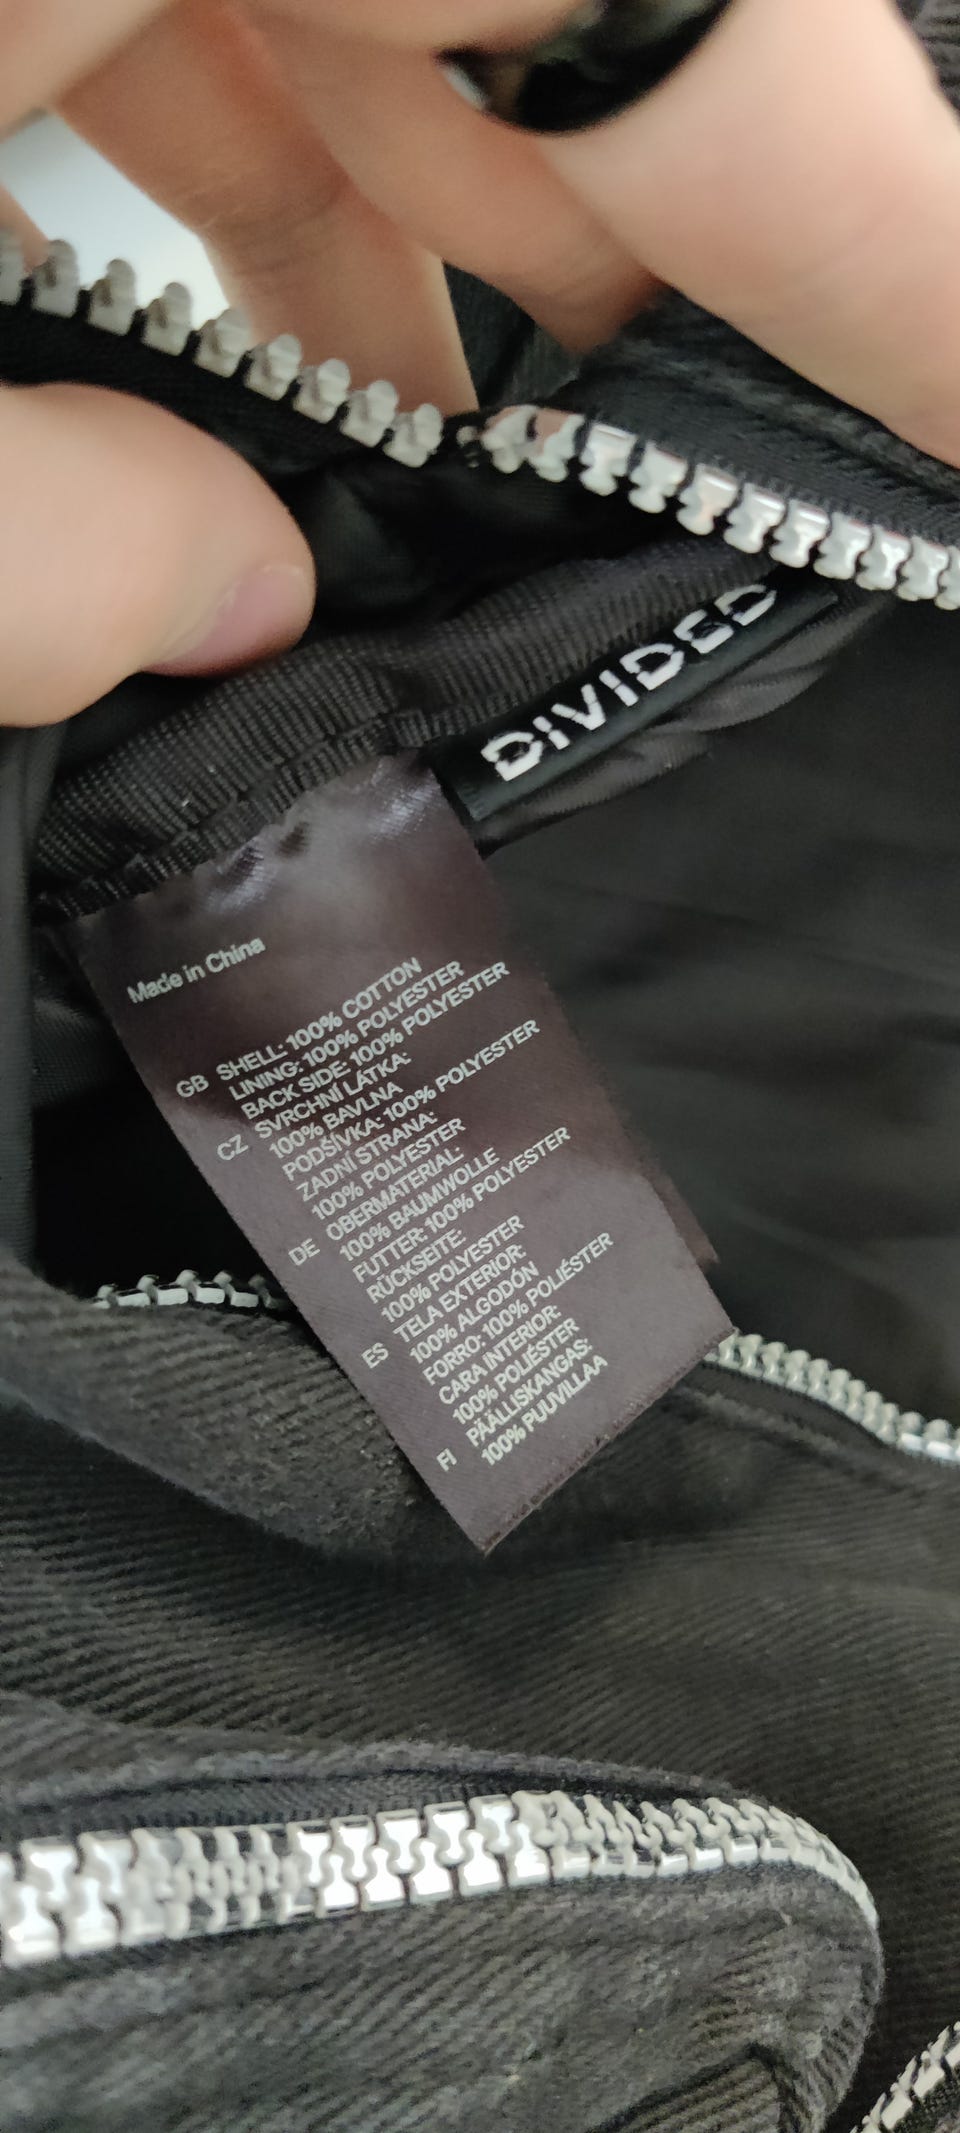 DIVIDED
Made in China
GB SHELL: 100% COTTON
LINING: 100% POLYESTER
BACK SIDE: 100% POLYESTER
CZ SVRCHNÍ LÁTKA:
100% BAVLNA
PODŠÍVKA: 100% POLYESTER
ZADNÍ STRANA:
100% POLYESTER
DE OBERMATERIAL:
100% BAUMWOLLE
FUTTER: 100% POLYESTER
RÜCKSEITE:
100% POLYESTER
ES TELA EXTERIOR:
100% ALGODÓN
FORRO: 100% POLIÉSTER
CARA INTERIOR:
100% POLIÉSTER
FI PÄÄLLISKANGAS:
100% PUUVILLAA